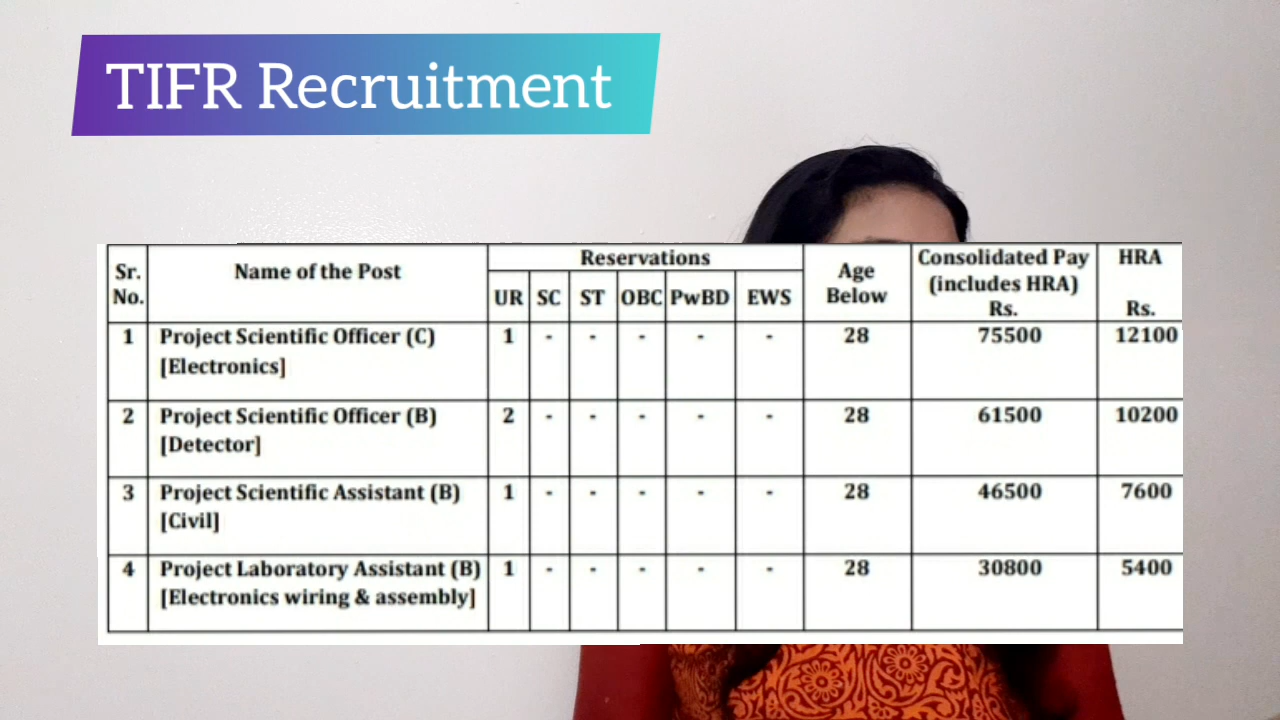 TIFR Recruitment
Sr. No. Name of the Post Reservations Age Below Consolidated Pay (includes HRA) Rs. HRA Rs.
UR SC ST OBC PwBD EWS
1 Project Scientific Officer (C) 1 - - - - - 28 75500 12100
[Electronics]
2 Project Scientific Officer (B) 2 - - - - - 28 61500 10200
[Detector]
3 Project Scientific Assistant (B) 1 - - - - - 28 46500 7600
[Civil]
4 Project Laboratory Assistant (B) 1 - - - - - 28 30800 5400
[Electronics wiring & assembly]